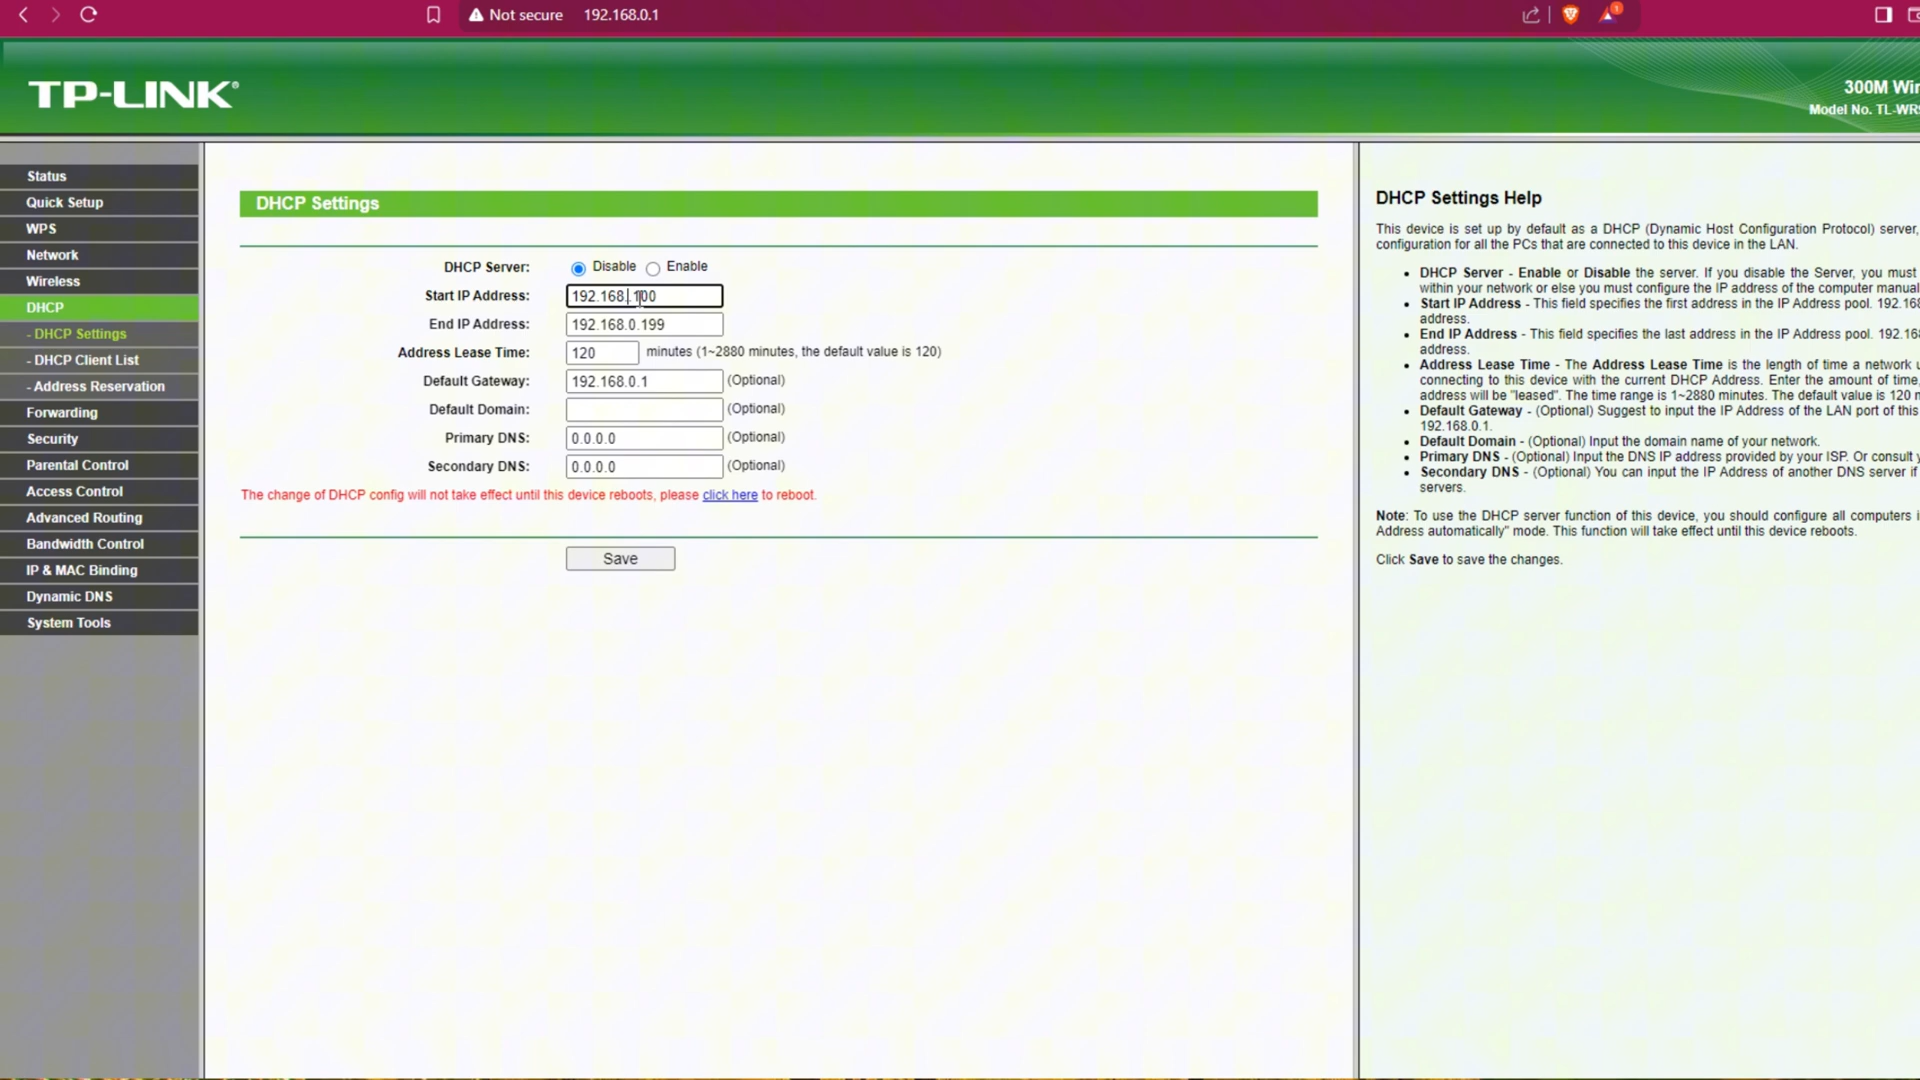 Not secure 192.168.0.1
1
TP-LINK®
300M Wir
Model No. TL-WR
Status
Quick Setup
WPS
Network
Wireless
DHCP
- DHCP Settings
- DHCP Client List
- Address Reservation
Forwarding
Security
Parental Control
Access Control
Advanced Routing
Bandwidth Control
IP & MAC Binding
Dynamic DNS
System Tools
DHCP Settings
DHCP Server: Disable Enable
Start IP Address: 192.168..100
End IP Address: 192.168.0.199
Address Lease Time: 120 minutes (1~2880 minutes, the default value is 120)
Default Gateway: 192.168.0.1 (Optional)
Default Domain: (Optional)
Primary DNS: 0.0.0.0 (Optional)
Secondary DNS: 0.0.0.0 (Optional)
The change of DHCP config will not take effect until this device reboots, please click here to reboot.
Save
DHCP Settings Help
This device is set up by default as a DHCP (Dynamic Host Configuration Protocol) server,
configuration for all the PCs that are connected to this device in the LAN.
• DHCP Server - Enable or Disable the server. If you disable the Server, you must
within your network or else you must configure the IP address of the computer manual
• Start IP Address - This field specifies the first address in the IP Address pool. 192.168
address.
• End IP Address - This field specifies the last address in the IP Address pool. 192.168
address.
• Address Lease Time - The Address Lease Time is the length of time a network u
connecting to this device with the current DHCP Address. Enter the amount of time,
address will be "leased". The time range is 1~2880 minutes. The default value is 120 m
• Default Gateway - (Optional) Suggest to input the IP Address of the LAN port of this
192.168.0.1.
• Default Domain - (Optional) Input the domain name of your network.
• Primary DNS - (Optional) Input the DNS IP address provided by your ISP. Or consult y
• Secondary DNS - (Optional) You can input the IP Address of another DNS server if
servers.
Note: To use the DHCP server function of this device, you should configure all computers i
Address automatically" mode. This function will take effect until this device reboots.
Click Save to save the changes.